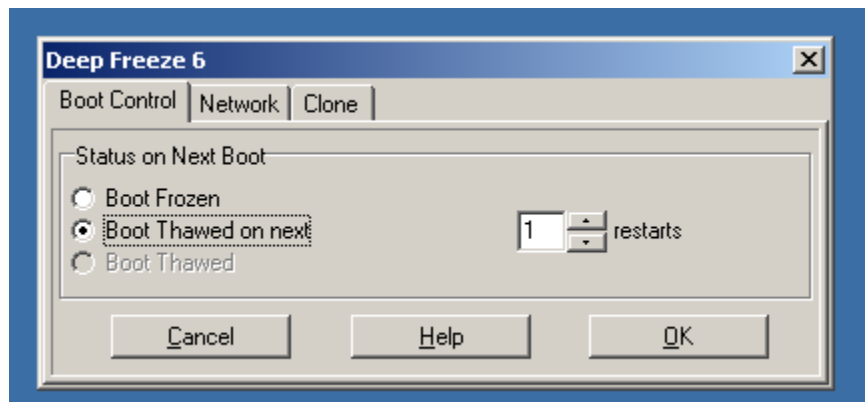 Deep Freeze 6
Boot Control Network Clone
Status on Next Boot
Boot Frozen
Boot Thawed on next 1 restarts
Boot Thawed
Cancel Help OK